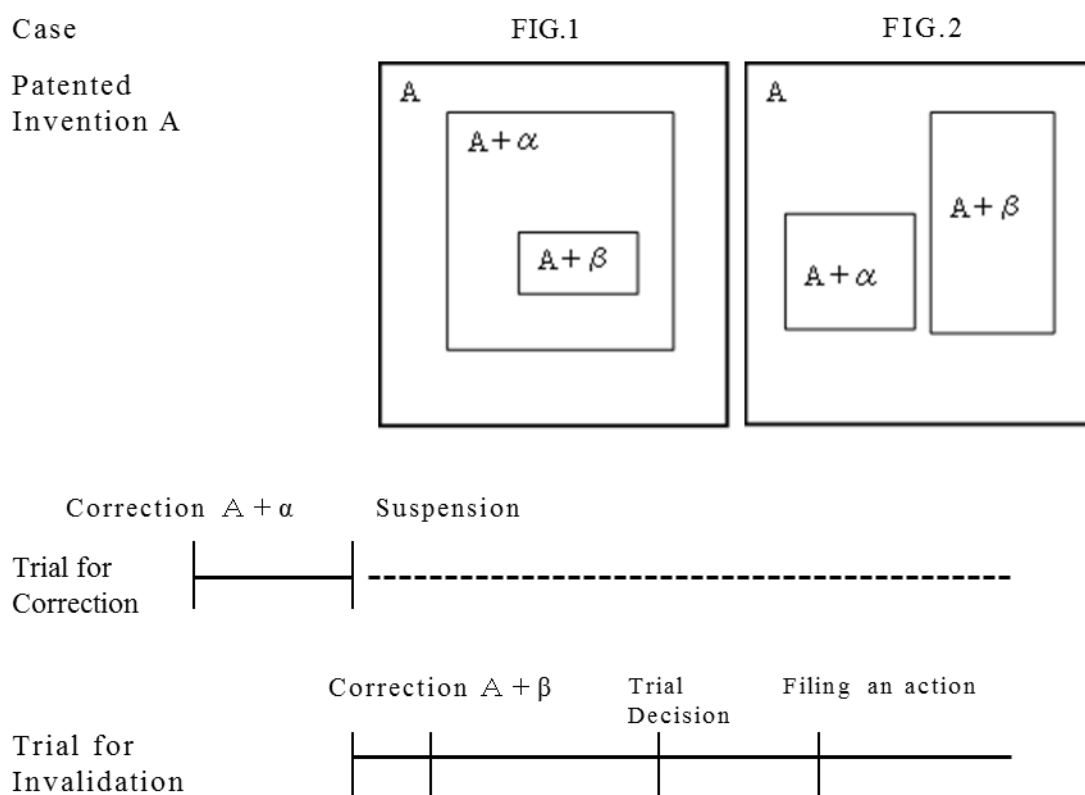 Case FIG.1 FIG.2
Patented
Invention A
A A
A+α
A+β
A+β
A+α
Correction A+α Suspension
Trial for
Correction
Correction A+β Trial Filing an action
Decision
Trial for
Invalidation